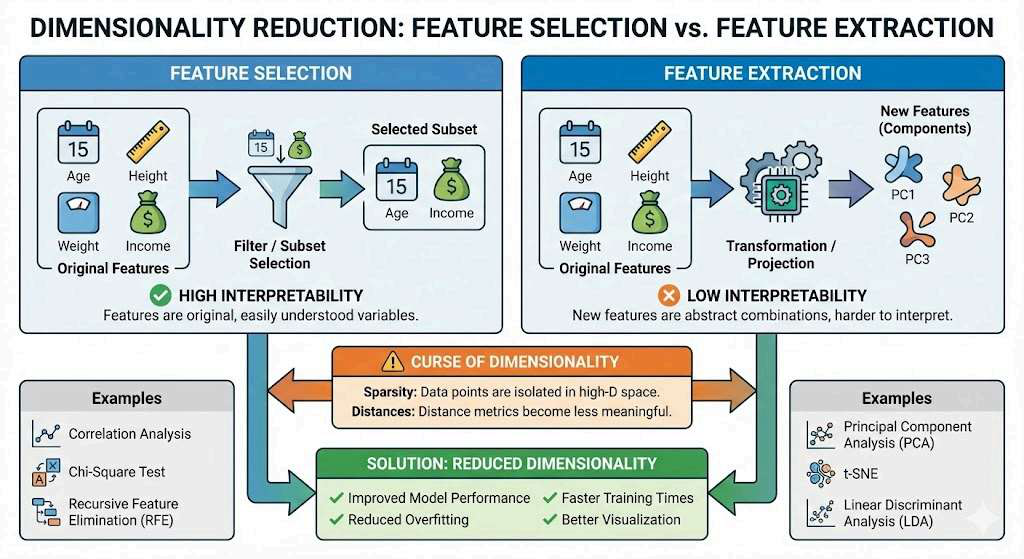 DIMENSIONALITY REDUCTION: FEATURE SELECTION vs. FEATURE EXTRACTION
FEATURE SELECTION
15
Age
Height
Weight
$
Income
Original Features
15
$
Filter / Subset
Selection
Selected Subset
15
Age
$
Income
HIGH INTERPRETABILITY
Features are original, easily understood variables.
FEATURE EXTRACTION
15
Age
Height
Weight
$
Income
Original Features
Transformation /
Projection
New Features
(Components)
PC1
PC2
PC3
LOW INTERPRETABILITY
New features are abstract combinations, harder to interpret.
CURSE OF DIMENSIONALITY
Sparsity: Data points are isolated in high-D space.
Distances: Distance metrics become less meaningful.
Examples
Correlation Analysis
X
A
Chi-Square Test
Recursive Feature
Elimination (RFE)
SOLUTION: REDUCED DIMENSIONALITY
Improved Model Performance
Faster Training Times
Reduced Overfitting
Better Visualization
Examples
Principal Component
Analysis (PCA)
t-SNE
Linear Discriminant
Analysis (LDA)